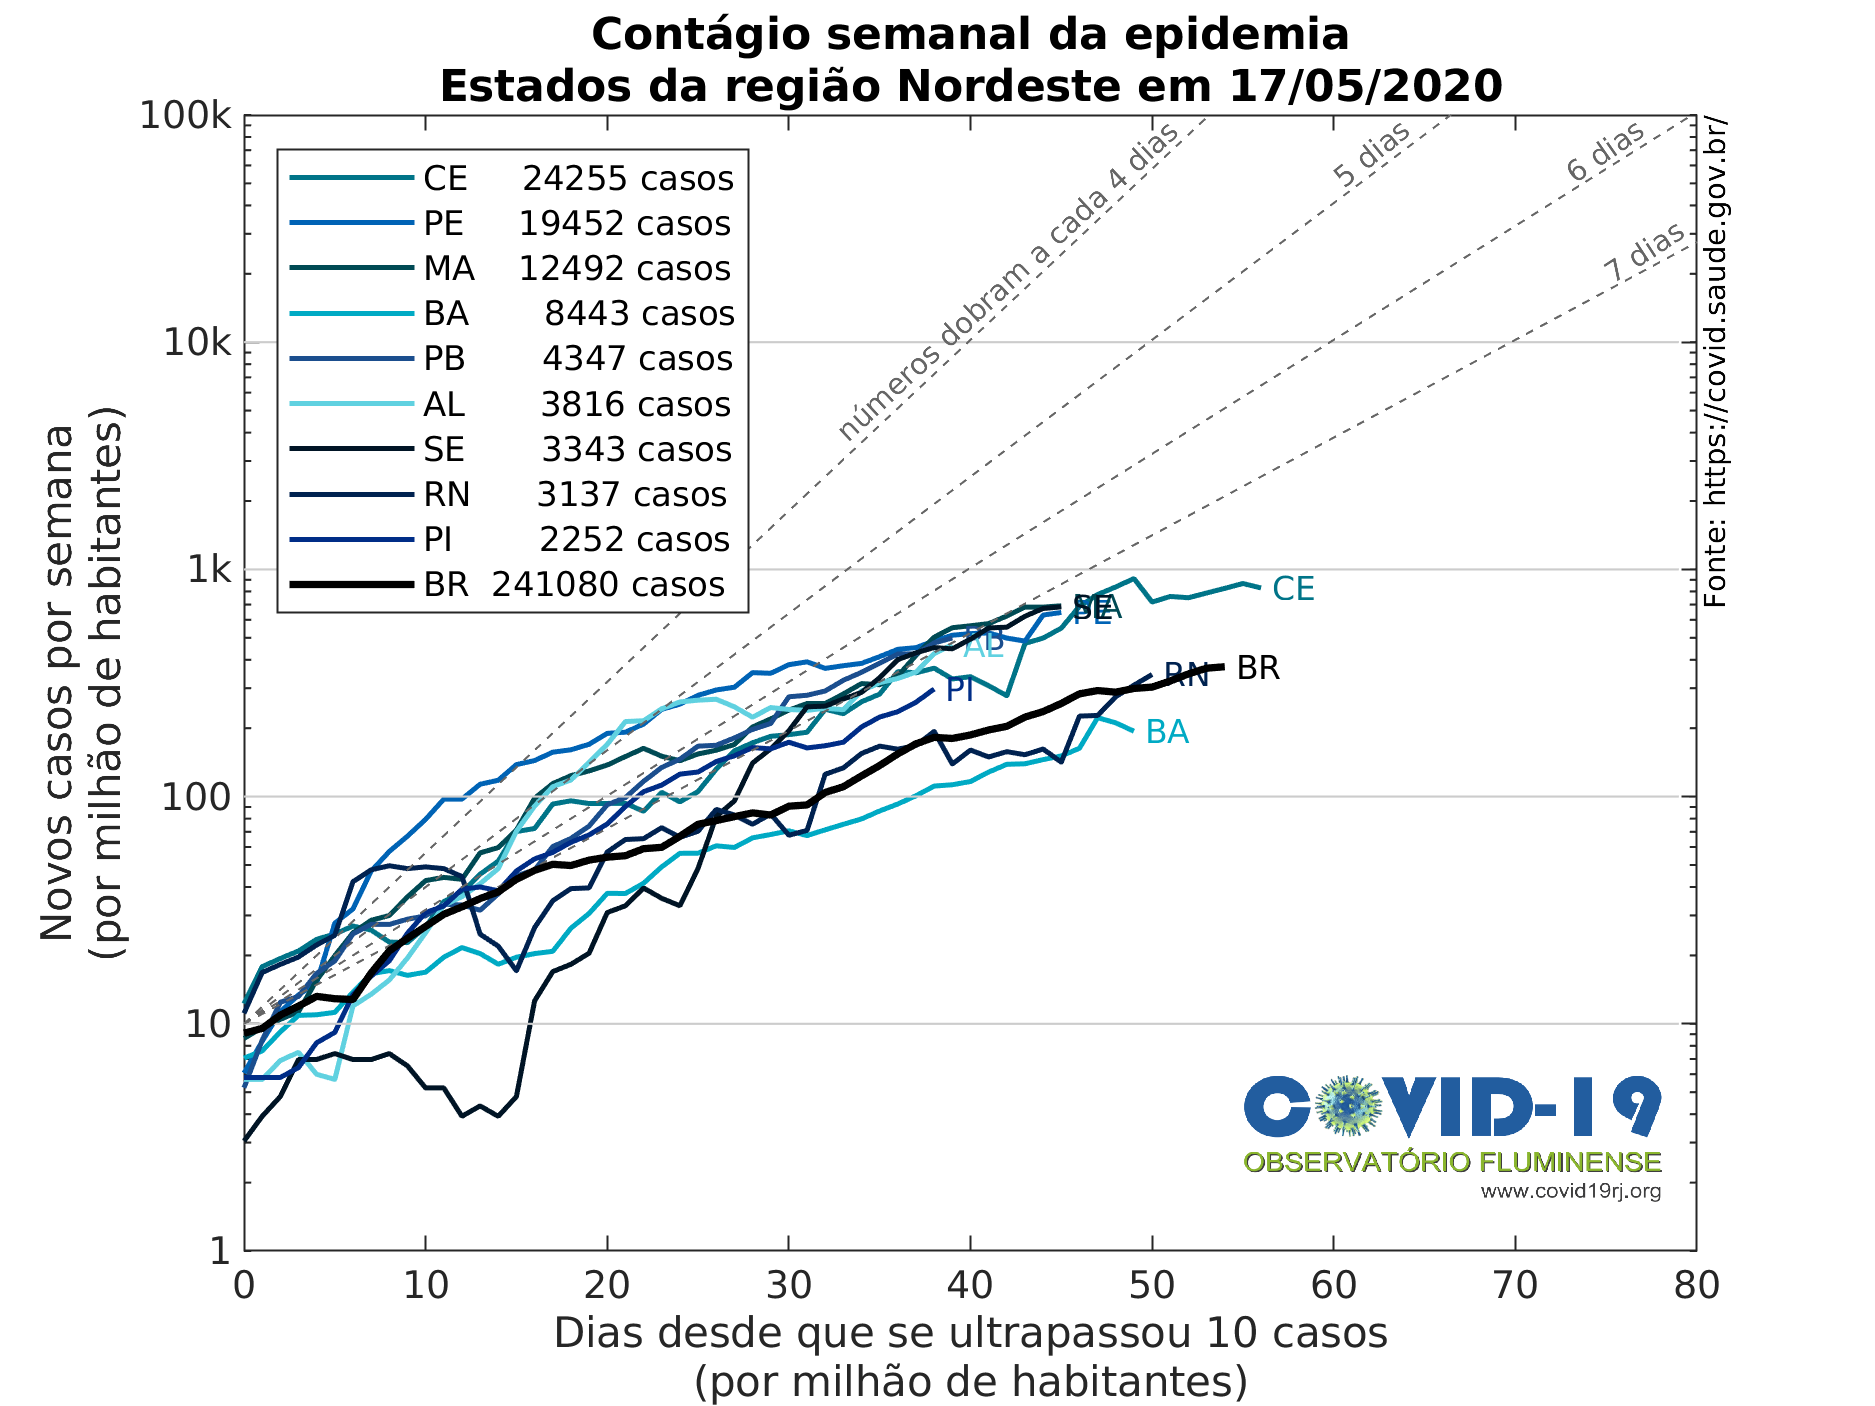 Contágio semanal da epidemia
Estados da região Nordeste em 17/05/2020
100k
10k
1k
100
10
1
Novos casos por semana
(por milhão de habitantes)
CE 24255 casos
PE 19452 casos
MA 12492 casos
BA 8443 casos
PB 4347 casos
AL 3816 casos
SE 3343 casos
RN 3137 casos
PI 2252 casos
BR 241080 casos
números dobram a cada 4 dias
5 dias
6 dias
7 dias
Fonte: https://covid.saude.gov.br/
CE
MA
SE
PE
PB
AL
PI
RN
BR
BA
COVID-19
OBSERVATÓRIO FLUMINENSE
www.covid19rj.org
0 10 20 30 40 50 60 70 80
Dias desde que se ultrapassou 10 casos
(por milhão de habitantes)